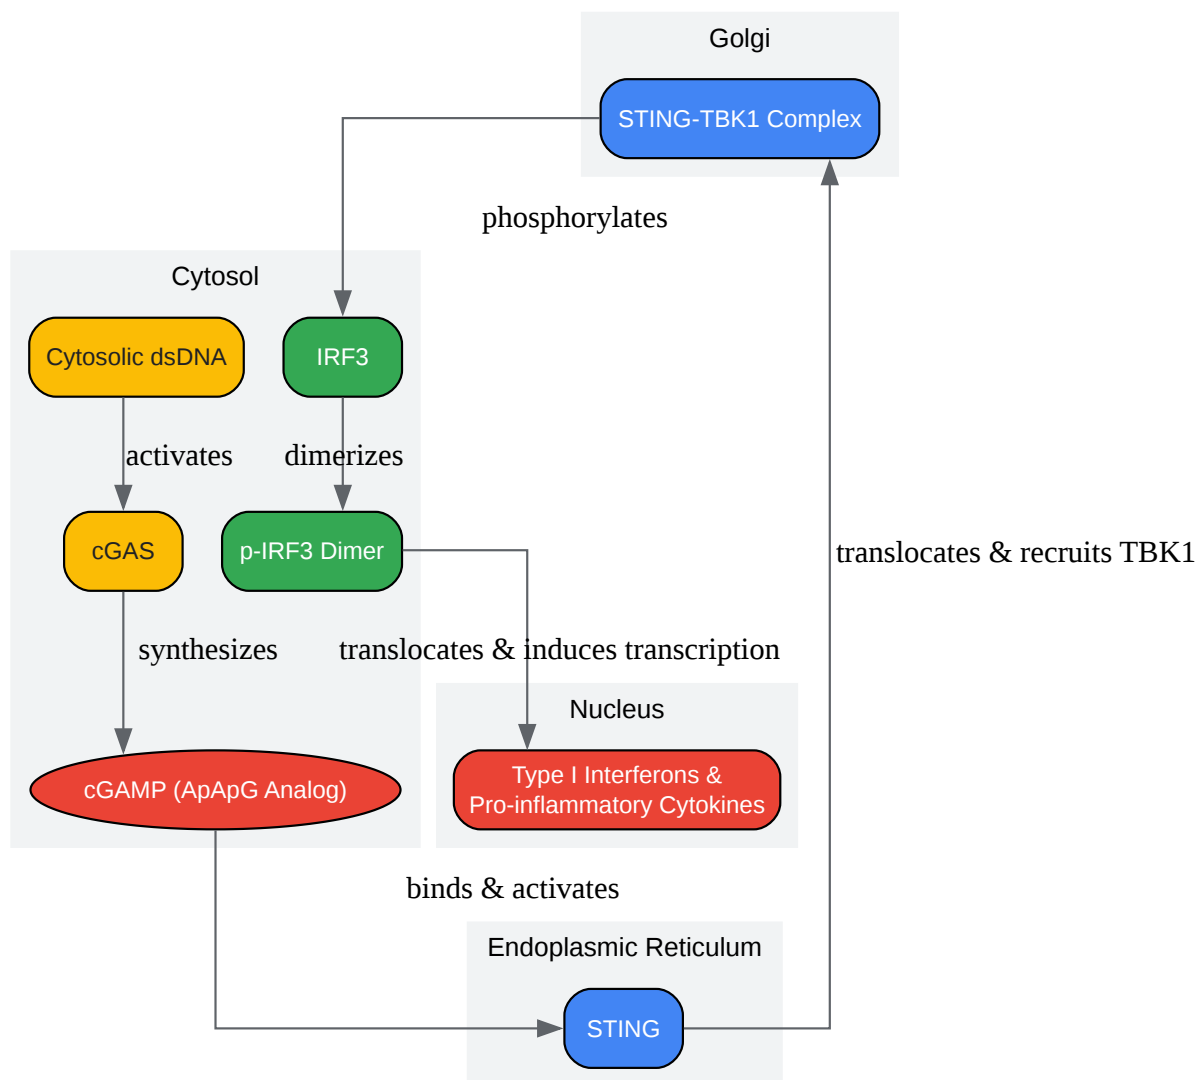 Golgi
STING-TBK1 Complex
phosphorylates
Cytosol
Cytosolic dsDNA
IRF3
activates
dimerizes
cGAS
p-IRF3 Dimer
translocates & recruits TBK1
synthesizes
translocates & induces transcription
Nucleus
cGAMP (ApApG Analog)
Type I Interferons &
Pro-inflammatory Cytokines
binds & activates
Endoplasmic Reticulum
STING